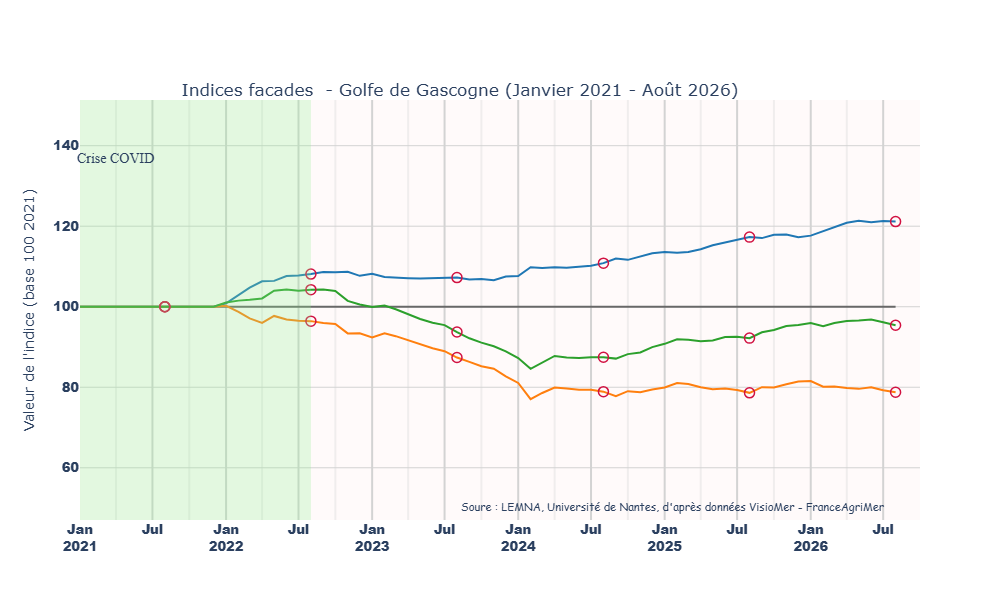 Indices facades - Golfe de Gascogne (Janvier 2021 - Août 2026)
Valeur de l'indice (base 100 2021)
140
120
100
80
60
Crise COVID
Soure : LEMNA, Université de Nantes, d'après données VisioMer - FranceAgriMer
Jan Jul Jan Jul Jan Jul Jan Jul Jan Jul Jan Jul
2021 2022 2023 2024 2025 2026